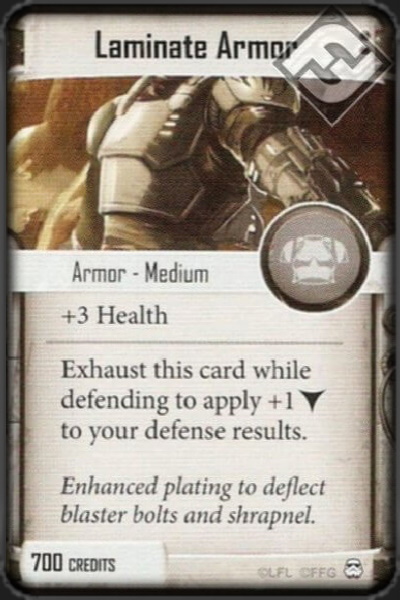 Laminate Armor
Armor - Medium
+3 Health
Exhaust this card while
defending to apply +1
to your defense results.
Enhanced plating to deflect
blaster bolts and shrapnel.
700 CREDITS
©LFL ©FFG